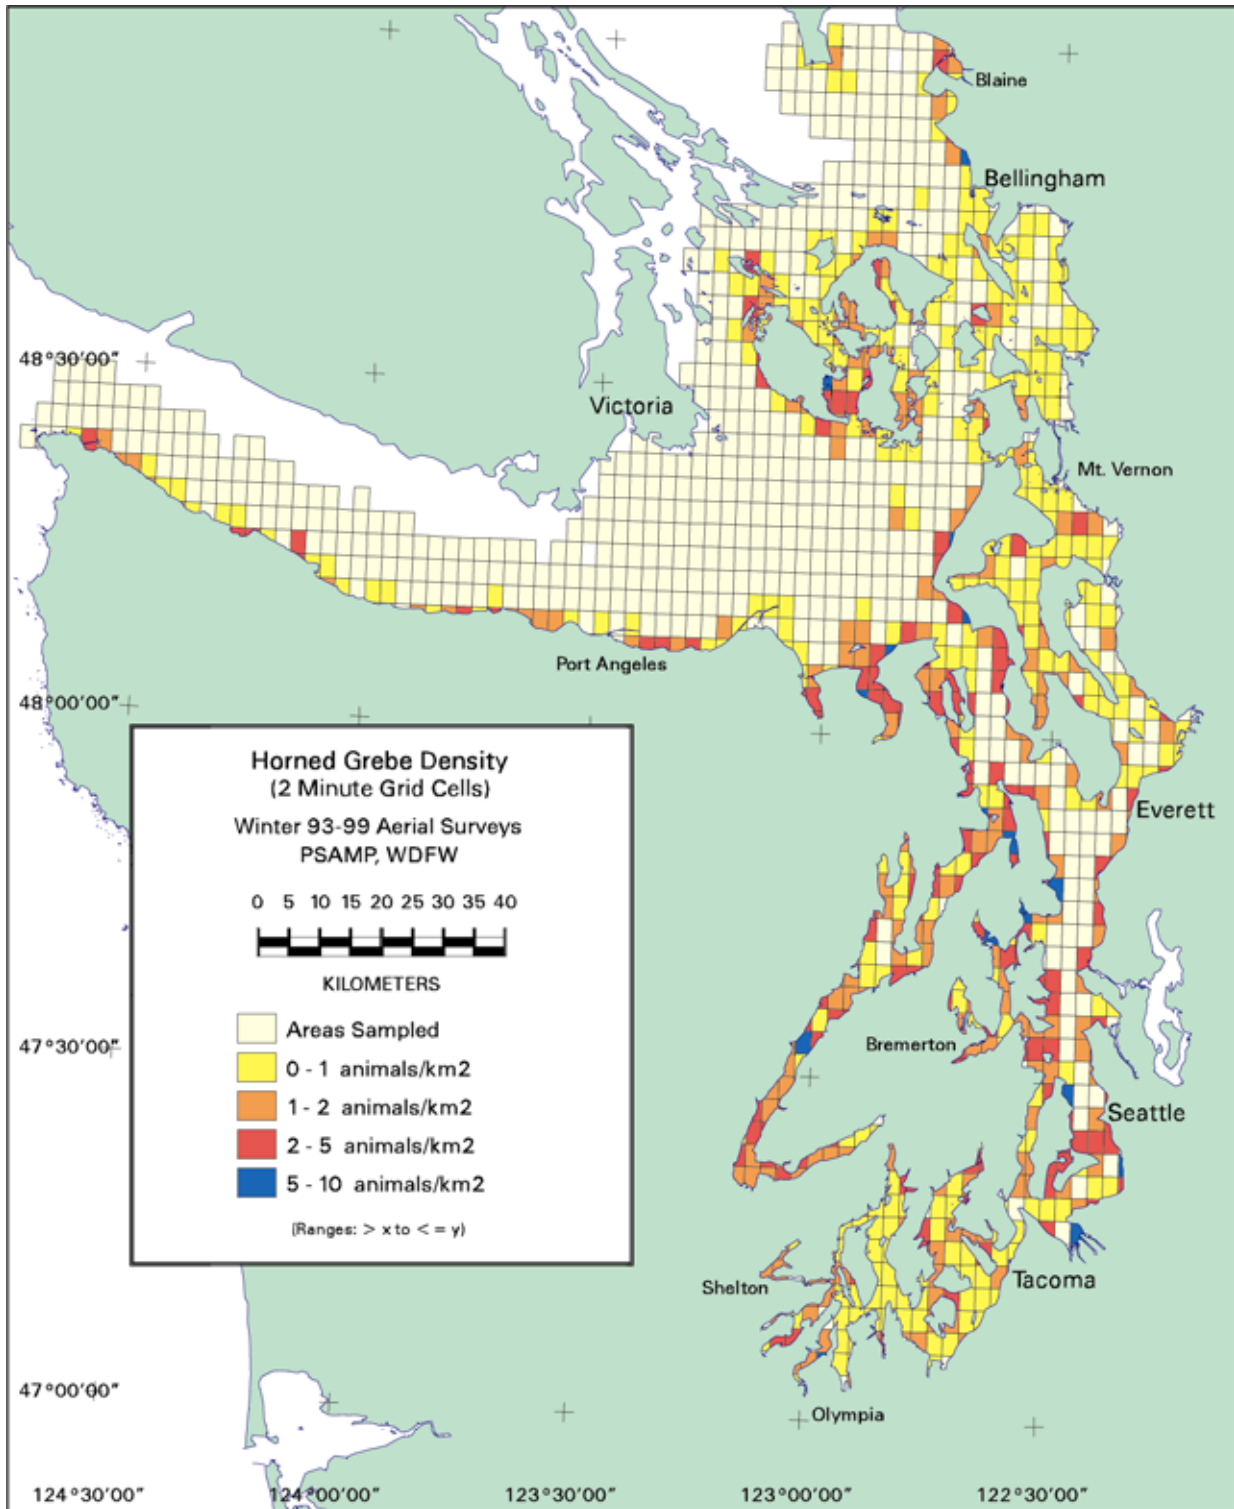 Blaine
Bellingham
48°30'00"
Victoria
Mt. Vernon
Port Angeles
48°00'00"
Horned Grebe Density
(2 Minute Grid Cells)
Winter 93-99 Aerial Surveys
PSAMP, WDFW
0 5 10 15 20 25 30 35 40
KILOMETERS
Areas Sampled
0 - 1 animals/km2
1 - 2 animals/km2
2 - 5 animals/km2
5 - 10 animals/km2
(Ranges: > x to < = y)
Everett
47°30'00"
Bremerton
Seattle
Shelton
Tacoma
47°00'00"
Olympia
124°30'00" 124°00'00" 123°30'00" 123°00'00" 122°30'00"